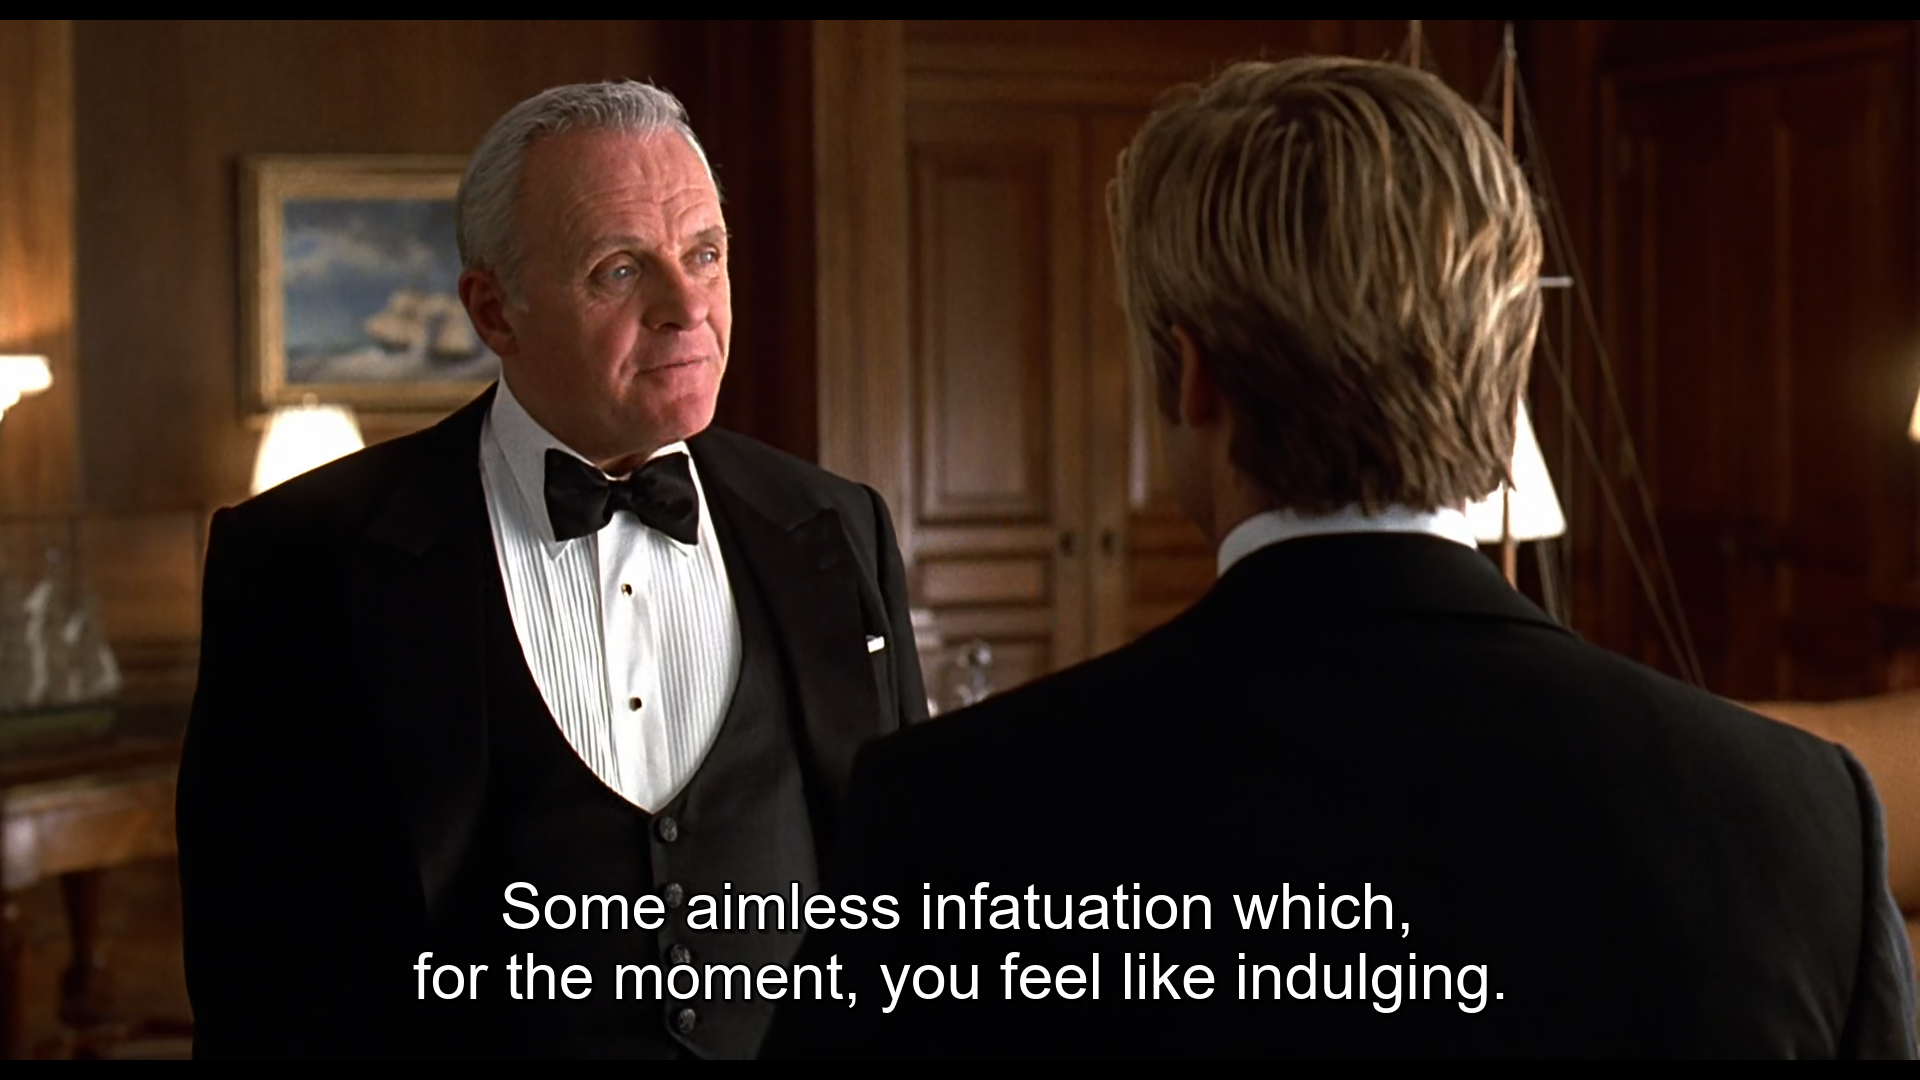 Some aimless infatuation which,
for the moment, you feel like indulging.